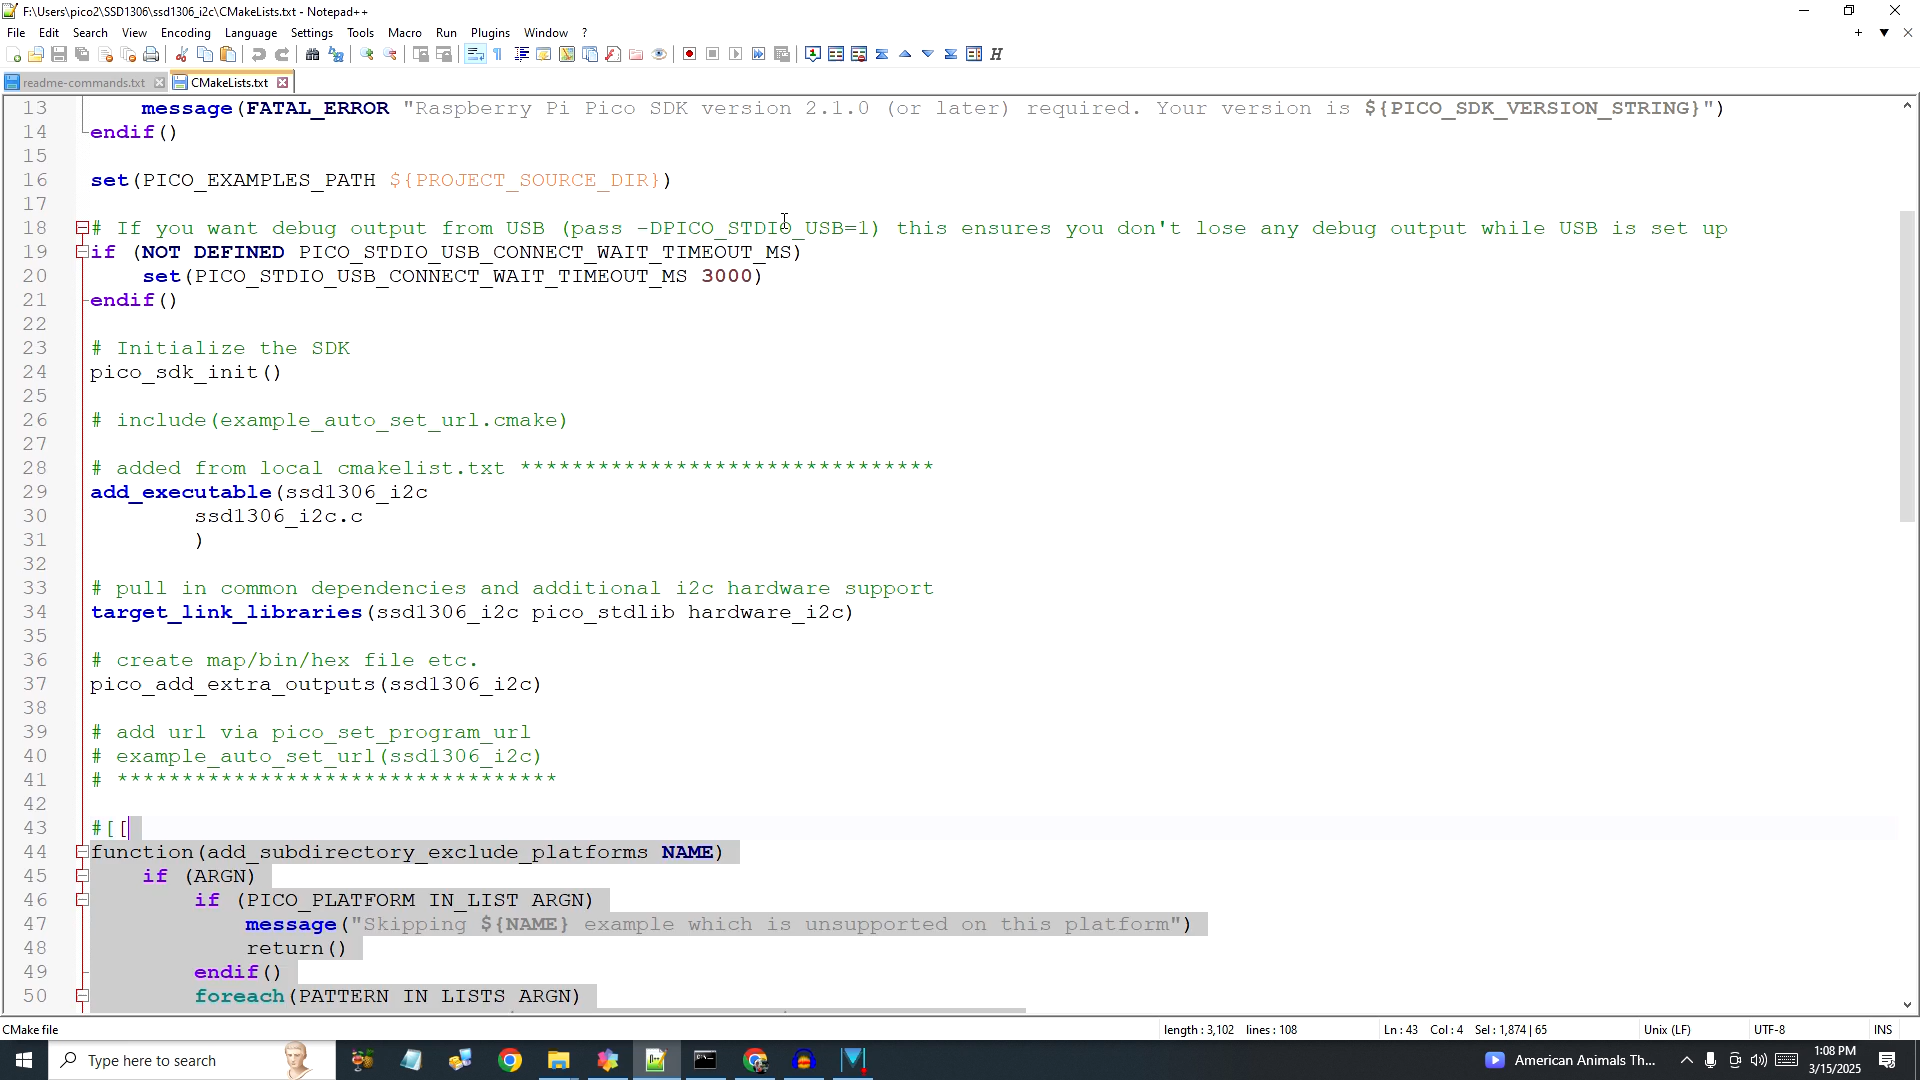 F:\Users\pico2\SSD1306\ssd1306_i2c\CMakeLists.txt - Notepad++
File Edit Search View Encoding Language Settings Tools Macro Run Plugins Window ?
readme-commands.txt CMakeLists.txt
13 message(FATAL_ERROR "Raspberry Pi Pico SDK version 2.1.0 (or later) required. Your version is ${PICO_SDK_VERSION_STRING}")
14 endif()
15
16 set(PICO_EXAMPLES_PATH ${PROJECT_SOURCE_DIR})
17
18 # If you want debug output from USB (pass -DPICO_STDIO_USB=1) this ensures you don't lose any debug output while USB is set up
19 if (NOT DEFINED PICO_STDIO_USB_CONNECT_WAIT_TIMEOUT_MS)
20 set(PICO_STDIO_USB_CONNECT_WAIT_TIMEOUT_MS 3000)
21 endif()
22
23 # Initialize the SDK
24 pico_sdk_init()
25
26 # include(example_auto_set_url.cmake)
27
28 # added from local cmakelist.txt ********************************
29 add_executable(ssd1306_i2c
30 ssd1306_i2c.c
31 )
32
33 # pull in common dependencies and additional i2c hardware support
34 target_link_libraries(ssd1306_i2c pico_stdlib hardware_i2c)
35
36 # create map/bin/hex file etc.
37 pico_add_extra_outputs(ssd1306_i2c)
38
39 # add url via pico_set_program_url
40 # example_auto_set_url(ssd1306_i2c)
41 # **********************************
42
43 #[[
44 function(add_subdirectory_exclude_platforms NAME)
45 if (ARGN)
46 if (PICO_PLATFORM IN_LIST ARGN)
47 message("Skipping ${NAME} example which is unsupported on this platform")
48 return()
49 endif()
50 foreach(PATTERN IN LISTS ARGN)
CMake file length : 3,102 lines : 108 Ln : 43 Col : 4 Sel : 1,874 | 65 Unix (LF) UTF-8 INS
Type here to search American Animals Th... 1:08 PM
3/15/2025